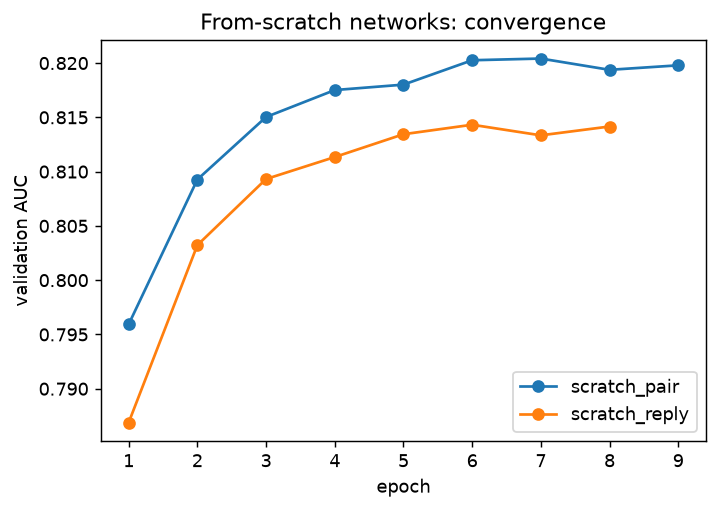 From-scratch networks: convergence
validation AUC
0.820
0.815
0.810
0.805
0.800
0.795
0.790
scratch_pair
scratch_reply
1 2 3 4 5 6 7 8 9
epoch